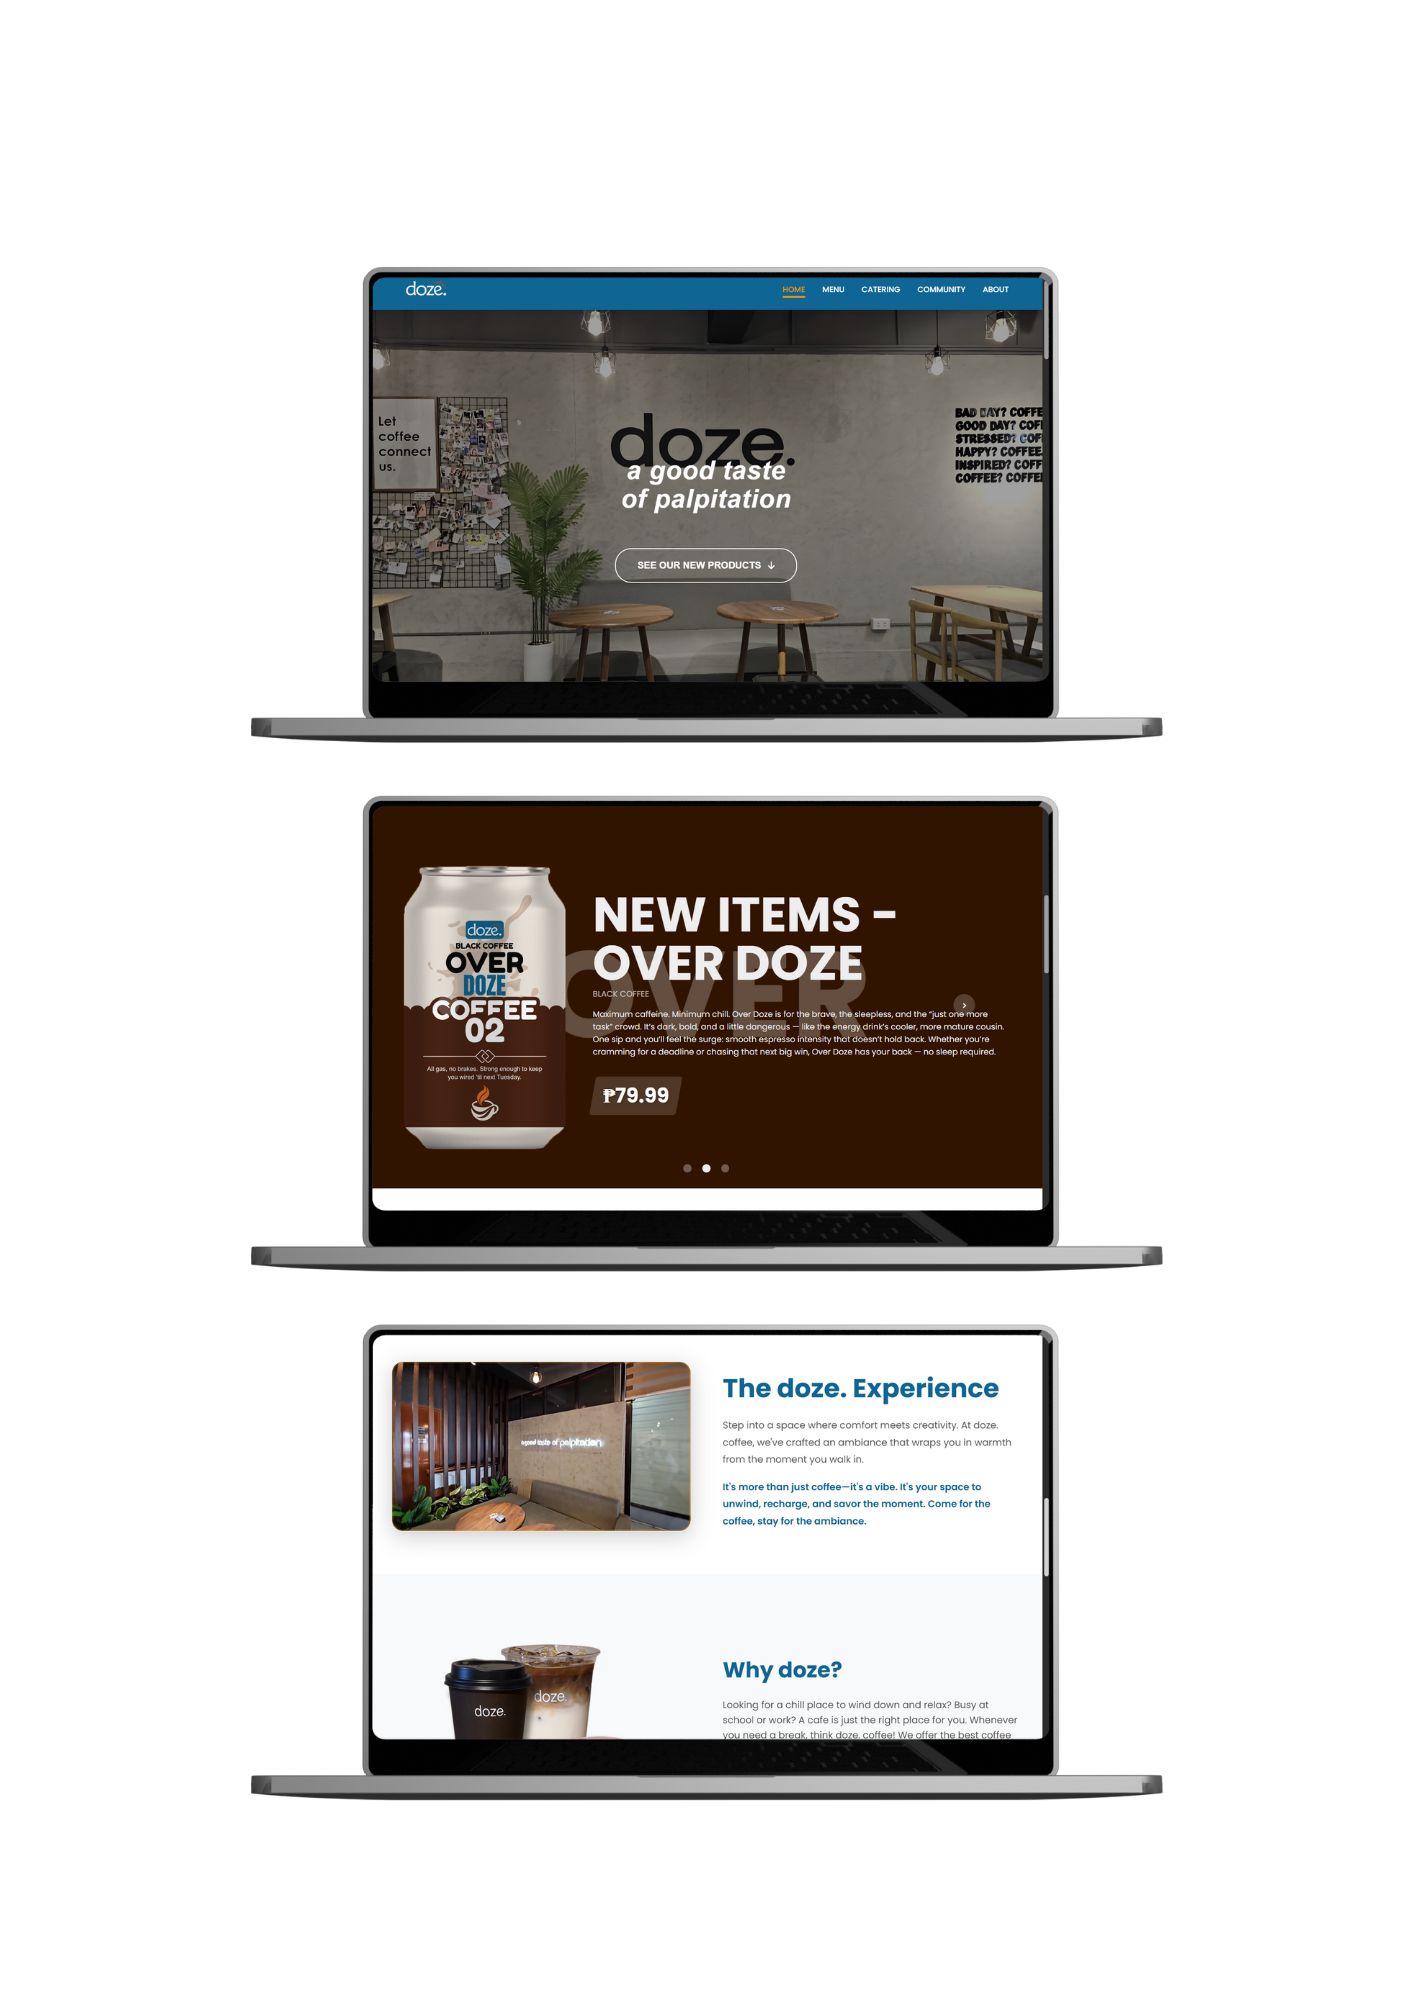 doze.
HOME MENU CATERING COMMUNITY ABOUT
Let
coffee
connect
us.
BAD DAY? COFFE
GOOD DAY? COFF
STRESSED? COF
HAPPY? COFFEE
INSPIRED? COFF
COFFEE? COFFE
doze.
a good taste
of palpitation
SEE OUR NEW PRODUCTS ↓
doze.
BLACK COFFEE
OVER
DOZE
COFFEE
02
All gas, no brakes. Strong enough to keep
you wired 'til next Tuesday.
OVER
NEW ITEMS -
OVER DOZE
BLACK COFFEE
Maximum caffeine. Minimum chill. Over Doze is for the brave, the sleepless, and the "just one more
task" crowd. It's dark, bold, and a little dangerous — like the energy drink's cooler, more mature cousin.
One sip and you'll feel the surge: smooth espresso intensity that doesn't hold back. Whether you're
cramming for a deadline or chasing that next big win, Over Doze has your back — no sleep required.
₱79.99
a good taste of palpitation
The doze. Experience
Step into a space where comfort meets creativity. At doze.
coffee, we've crafted an ambiance that wraps you in warmth
from the moment you walk in.
It's more than just coffee—it's a vibe. It's your space to
unwind, recharge, and savor the moment. Come for the
coffee, stay for the ambiance.
doze.
doze.
Why doze?
Looking for a chill place to wind down and relax? Busy at
school or work? A cafe is just the right place for you. Whenever
you need a break, think doze. coffee! We offer the best coffee